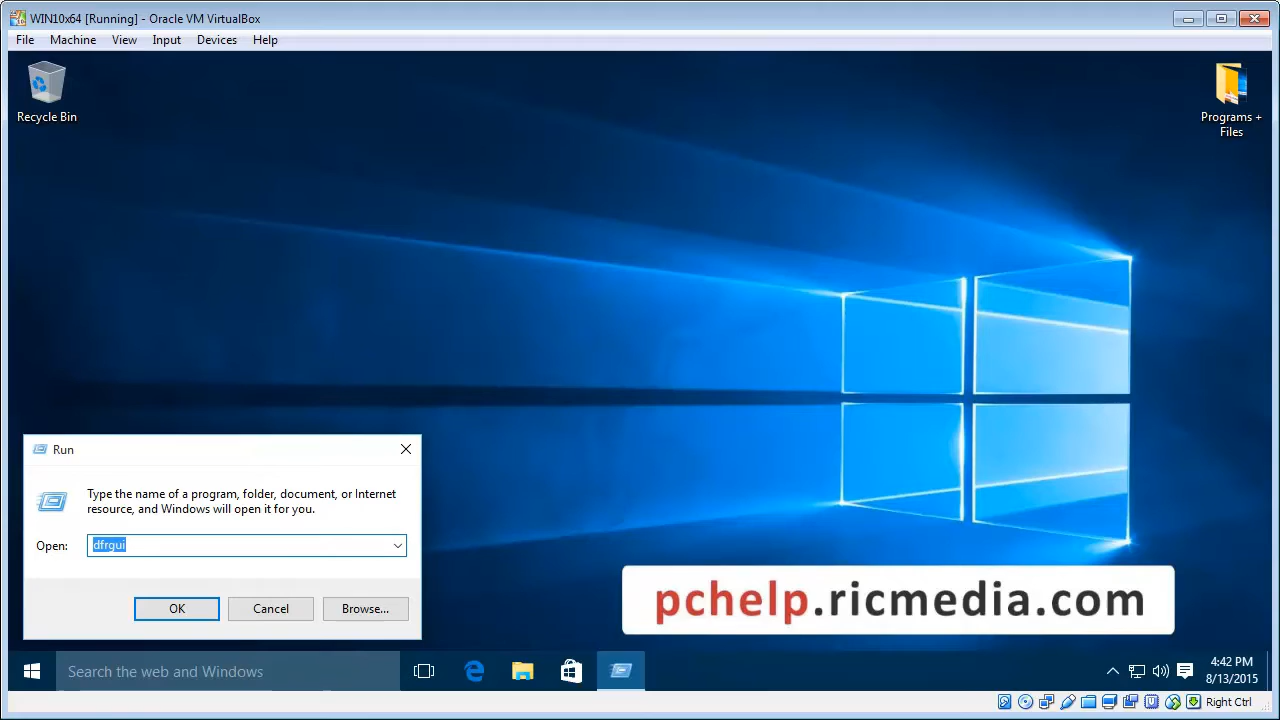 WIN10x64 [Running] - Oracle VM VirtualBox
File Machine View Input Devices Help
Recycle Bin
Programs +
Files
Run
Type the name of a program, folder, document, or Internet
resource, and Windows will open it for you.
Open: dfrgui
OK Cancel Browse...
pchelp.ricmedia.com
Search the web and Windows
4:42 PM
8/13/2015
Right Ctrl